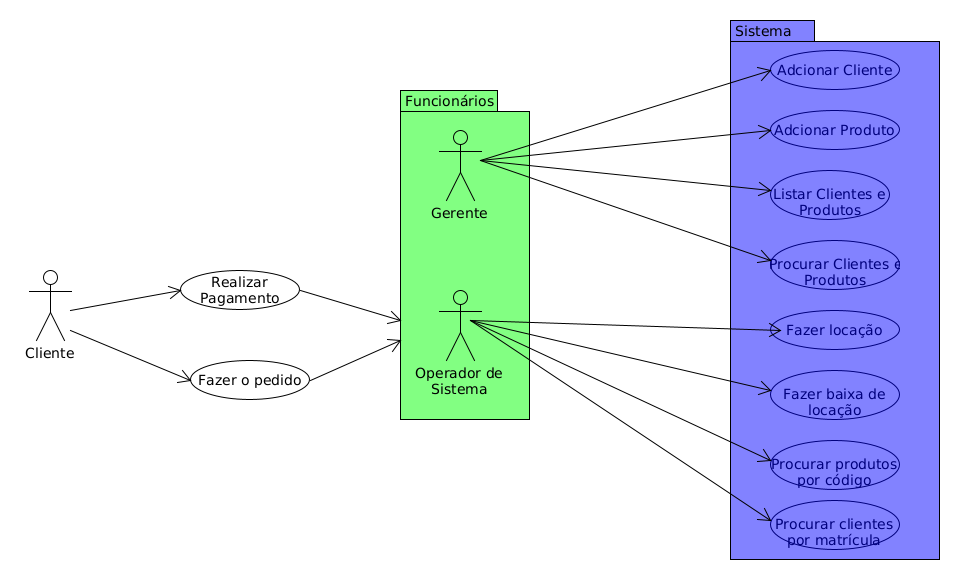 Sistema
Adcionar Cliente
Funcionários
Adcionar Produto
Listar Clientes e
Produtos
Gerente
Procurar Clientes e
Produtos
Realizar
Pagamento
Fazer locação
Cliente
Fazer o pedido
Operador de
Sistema
Fazer baixa de
locação
Procurar produtos
por código
Procurar clientes
por matrícula